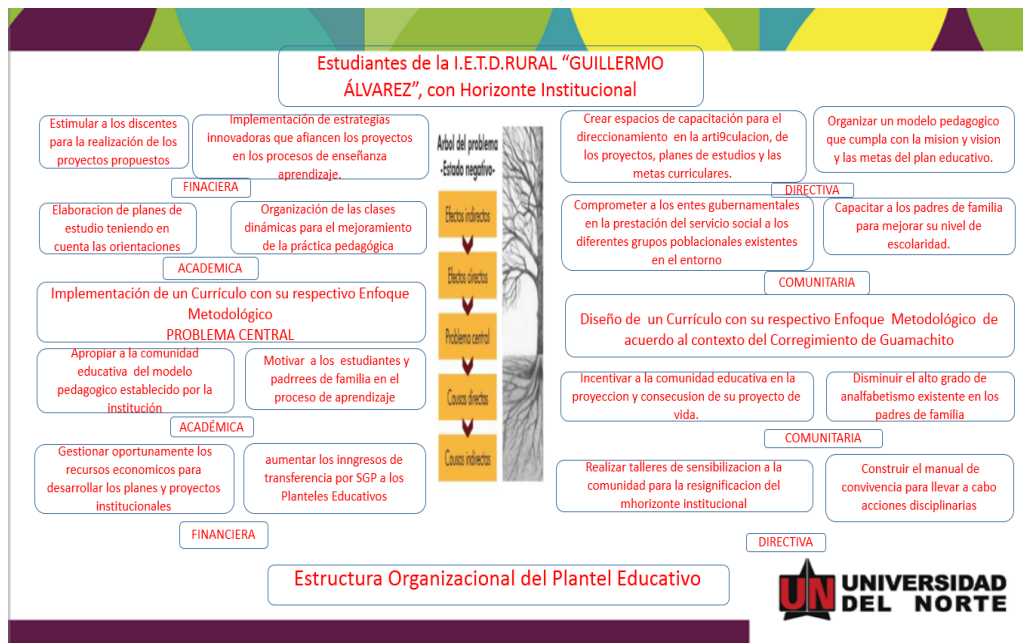 Estudiantes de la I.E.T.D.RURAL “GUILLERMO
ÁLVAREZ”, con Horizonte Institucional
Estimular a los discentes
para la realización de los
proyectos propuestos
Implementación de estrategias
innovadoras que afiancen los proyectos
en los procesos de enseñanza
aprendizaje.
FINACIERA
Elaboracion de planes de
estudio teniendo en
cuenta las orientaciones
Organización de las clases
dinámicas para el mejoramiento
de la práctica pedagógica
ACADEMICA
Implementación de un Currículo con su respectivo Enfoque
Metodológico
PROBLEMA CENTRAL
Apropiar a la comunidad
educativa del modelo
pedagogico establecido por la
institución
Motivar a los estudiantes y
padrrees de familia en el
proceso de aprendizaje
ACADÉMICA
Gestionar oportunamente los
recursos economicos para
desarrollar los planes y proyectos
institucionales
aumentar los inngresos de
transferencia por SGP a los
Planteles Educativos
FINANCIERA
Arbol del problema
-Estado negativo-
Efectos indirectos
Efectos directos
Problema central
Causas directas
Causas indirectas
Crear espacios de capacitación para el
direccionamiento en la arti9culacion, de
los proyectos, planes de estudios y las
metas curriculares.
Organizar un modelo pedagogico
que cumpla con la mision y vision
y las metas del plan educativo.
DIRECTIVA
Comprometer a los entes gubernamentales
en la prestación del servicio social a los
diferentes grupos poblacionales existentes
en el entorno
Capacitar a los padres de familia
para mejorar su nivel de
escolaridad.
COMUNITARIA
Diseño de un Currículo con su respectivo Enfoque Metodológico de
acuerdo al contexto del Corregimiento de Guamachito
Incentivar a la comunidad educativa en la
proyeccion y consecusion de su proyecto de
vida.
Disminuir el alto grado de
analfabetismo existente en los
padres de familia
COMUNITARIA
Realizar talleres de sensibilizacion a la
comunidad para la resignificacion del
mhorizonte institucional
Construir el manual de
convivencia para llevar a cabo
acciones disciplinarias
DIRECTIVA
Estructura Organizacional del Plantel Educativo
UN
UNIVERSIDAD
DEL NORTE